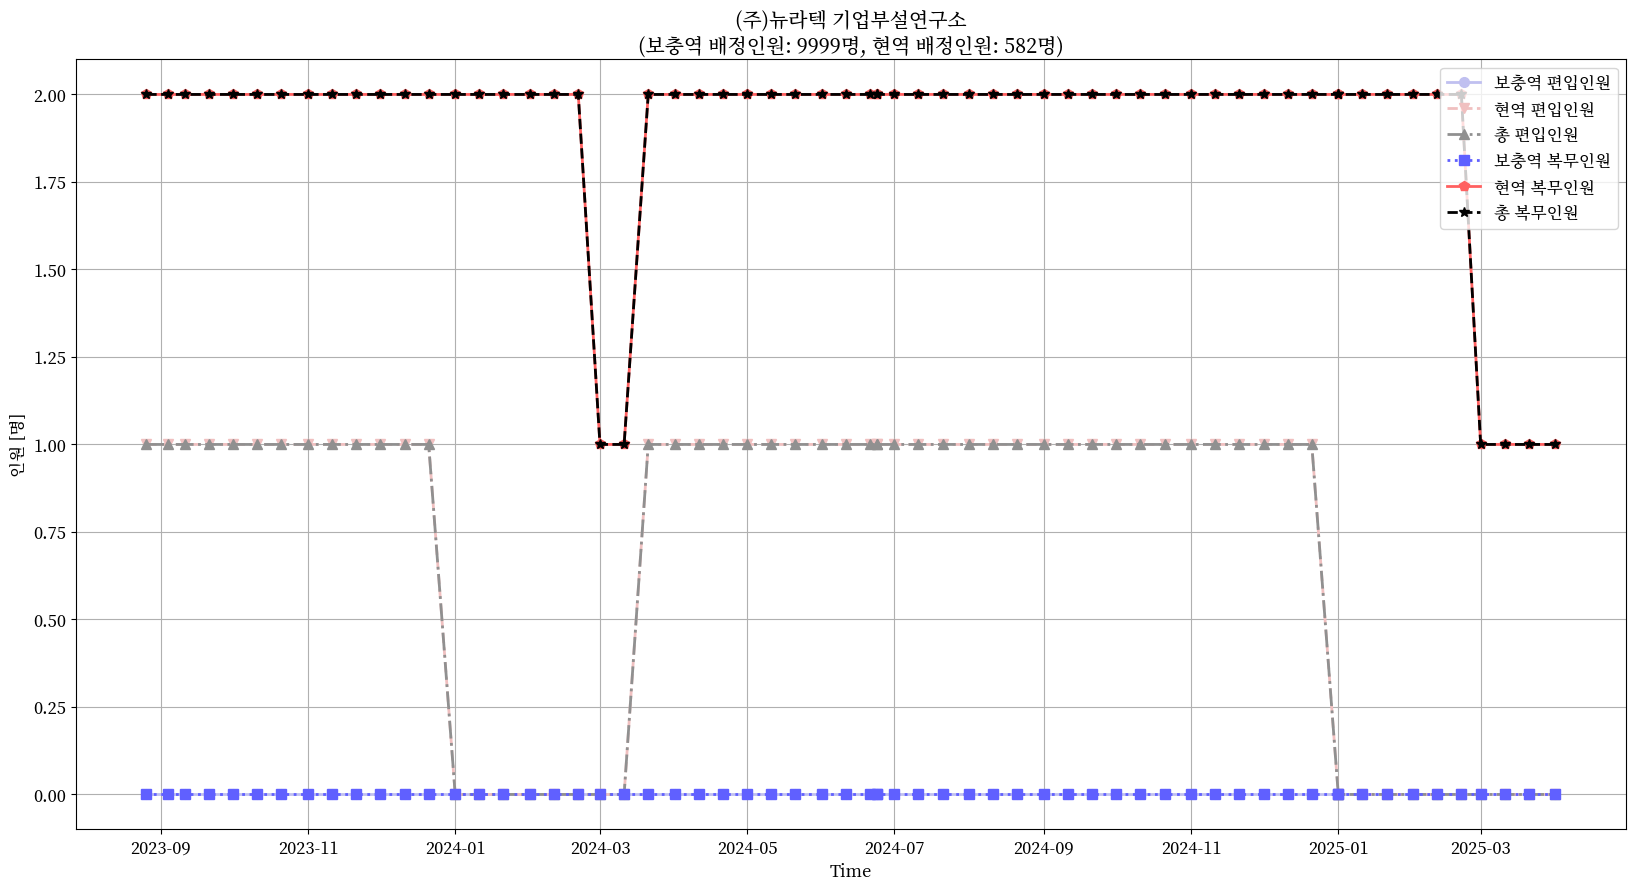 (주)뉴라텍 기업부설연구소
(보충역 배정인원: 9999명, 현역 배정인원: 582명)
보충역 편입인원
현역 편입인원
총 편입인원
보충역 복무인원
현역 복무인원
총 복무인원
인원 [명]
2.00
1.75
1.50
1.25
1.00
0.75
0.50
0.25
0.00
2023-09
2023-11
2024-01
2024-03
2024-05
2024-07
2024-09
2024-11
2025-01
2025-03
Time